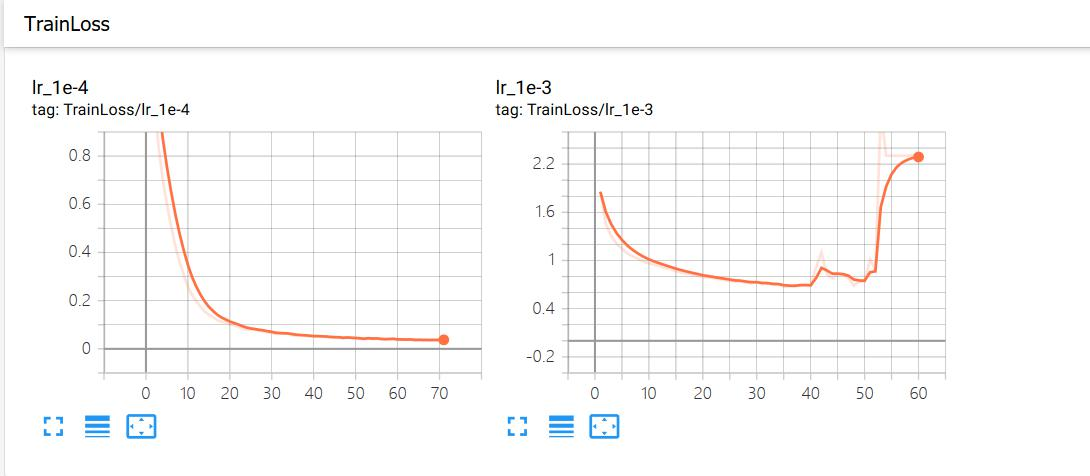 TrainLoss
lr_1e-4
tag: TrainLoss/lr_1e-4
0.8
0.6
0.4
0.2
0
0 10 20 30 40 50 60 70
lr_1e-3
tag: TrainLoss/lr_1e-3
2.2
1.6
1
0.4
-0.2
0 10 20 30 40 50 60